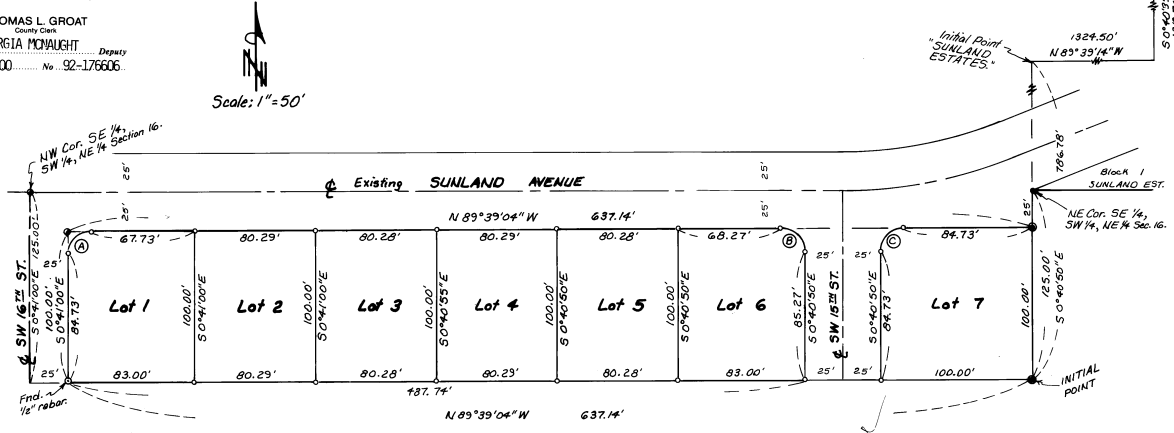 OMAS L. GROAT
County Clerk
RGIA MCNAUGHT Deputy
00 No 92-176606
N
Scale: 1"=50'
NW Cor. SE 1/4,
SW 1/4, NE 1/4 Section 16.
Initial Point
"SUNLAND
ESTATES."
1324.50'
N 89°39'14" W
S 0°40'3
786.78'
Block 1
SUNLAND EST.
NE Cor. SE 1/4,
SW 1/4, NE 1/4 Sec. 16.
25'
25'
25'
℄ Existing SUNLAND AVENUE
25'
25'
N 89°39'04" W 637.14'
A
67.73'
80.29'
80.28'
80.29'
80.28'
68.27'
B
C
84.73'
℄ SW 16TH ST.
S 0°41'00"E 125.00'
100.00'
S 0°41'00"E
84.73'
Lot 1
100.00'
S 0°41'00"E
Lot 2
100.00'
S 0°41'00"E
Lot 3
100.00'
S 0°40'55"E
Lot 4
100.00'
S 0°40'50"E
Lot 5
100.00'
S 0°40'50"E
Lot 6
85.27'
S 0°40'50"E
25'
25'
℄ SW 15TH ST.
84.73'
S 0°40'50"E
Lot 7
100.00'
125.00'
S 0°40'50"E
25'
83.00'
80.29'
80.28'
80.29'
80.28'
83.00'
25'
25'
100.00'
487.74'
Fnd.
1/2" rebar.
INITIAL
POINT
N 89°39'04" W 637.14'